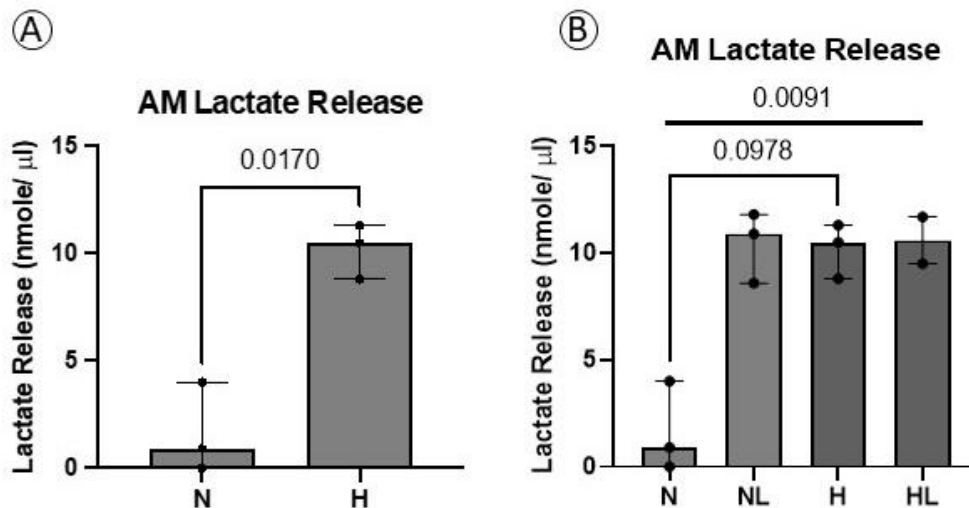 A
AM Lactate Release
Lactate Release (nmole/ µl)
15
10
5
0
0.0170
N
H
B
AM Lactate Release
Lactate Release (nmole/ µl)
15
10
5
0
0.0091
0.0978
N
NL
H
HL